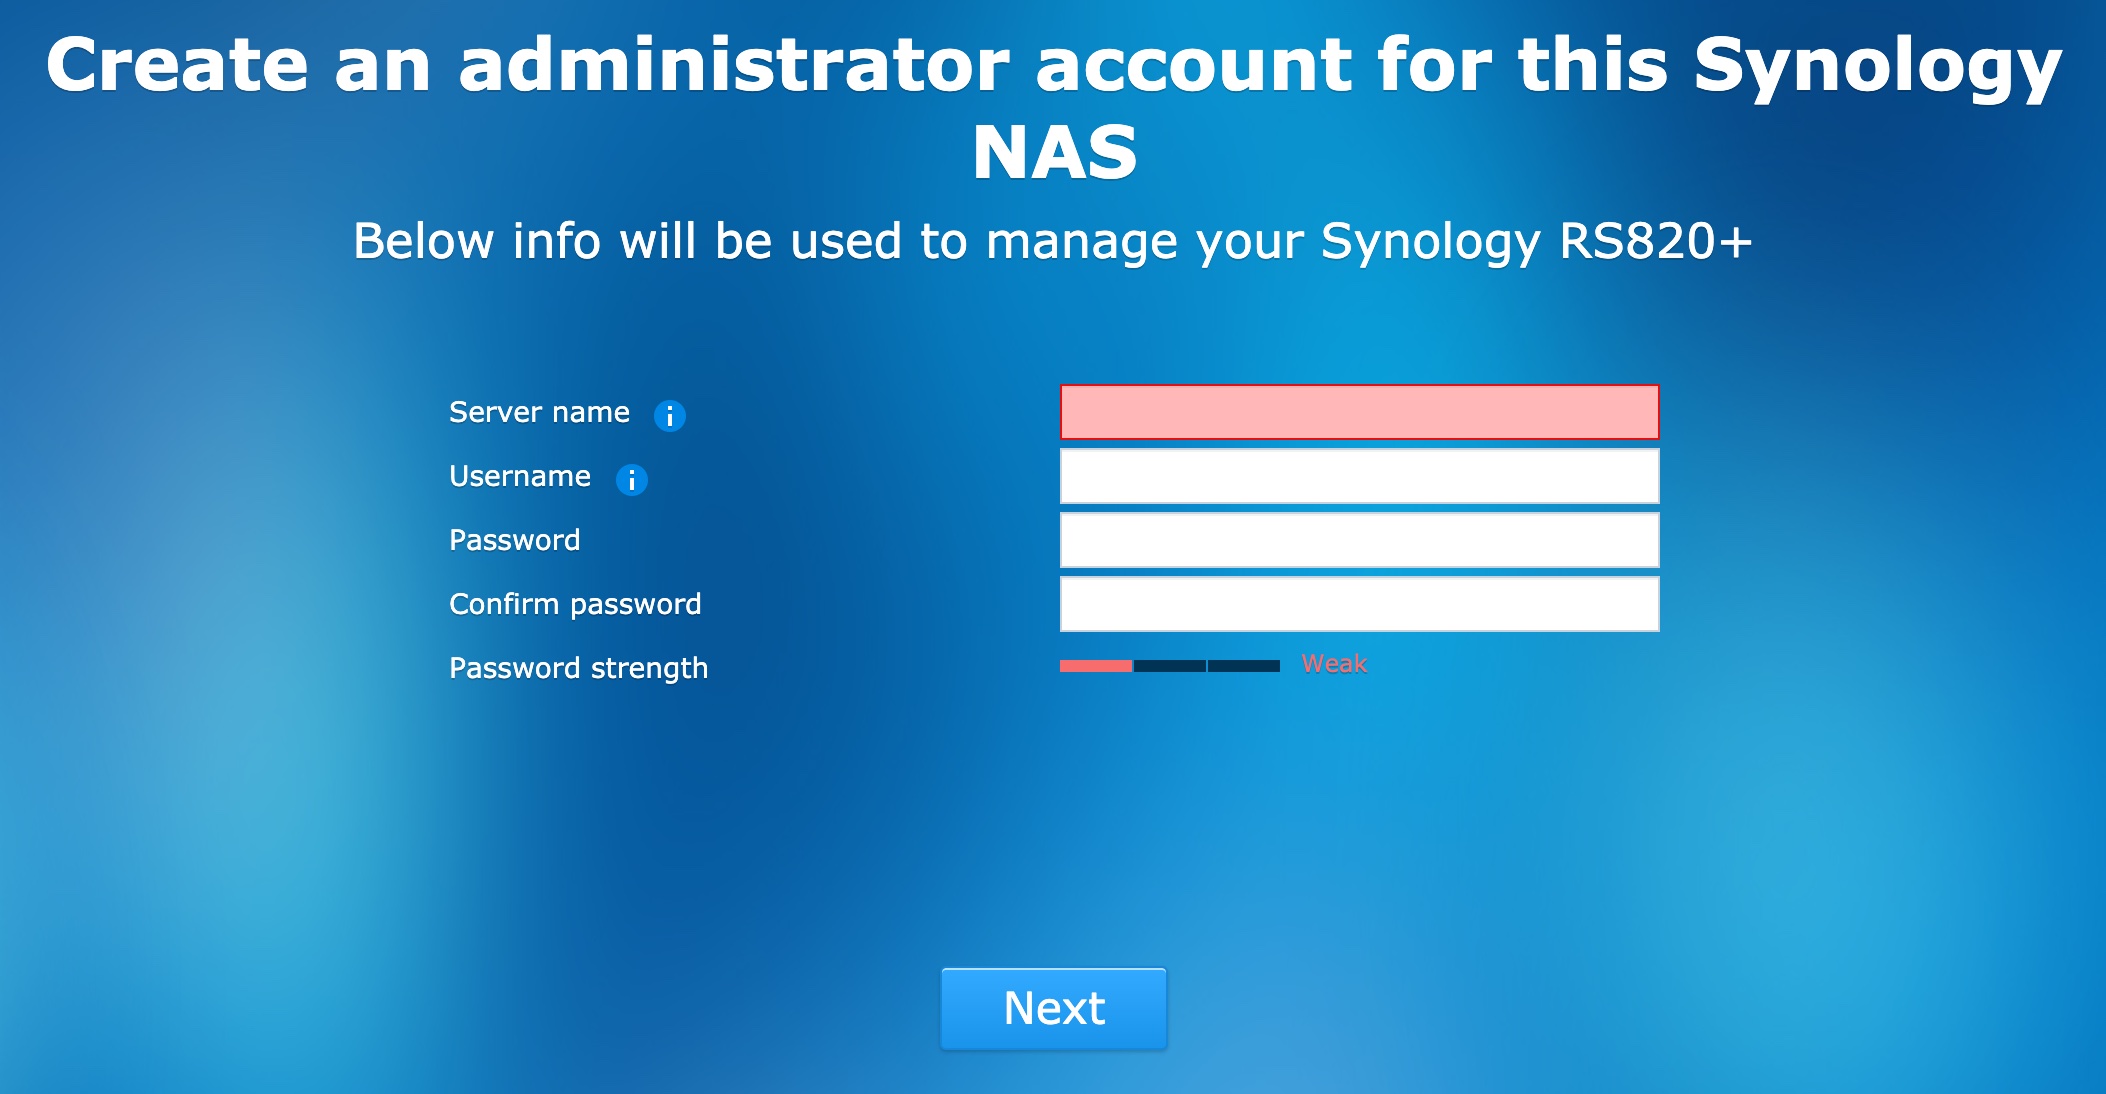 Create an administrator account for this Synology
NAS
Below info will be used to manage your Synology RS820+
Server name i
Username i
Password
Confirm password
Password strength Weak
Next